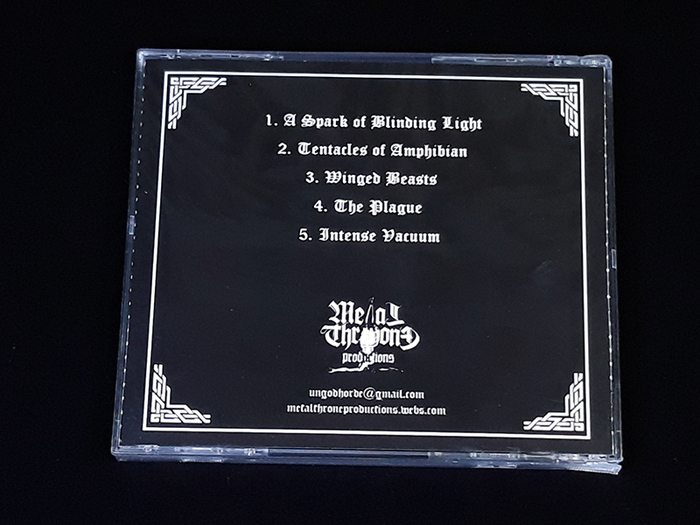 1. A Spark of Blinding Light
2. Tentacles of Amphibian
3. Winged Beasts
4. The Plague
5. Intense Vacuum
Metal
Throne
productions
ungodhorde@gmail.com
metalthroneproductions.webs.com